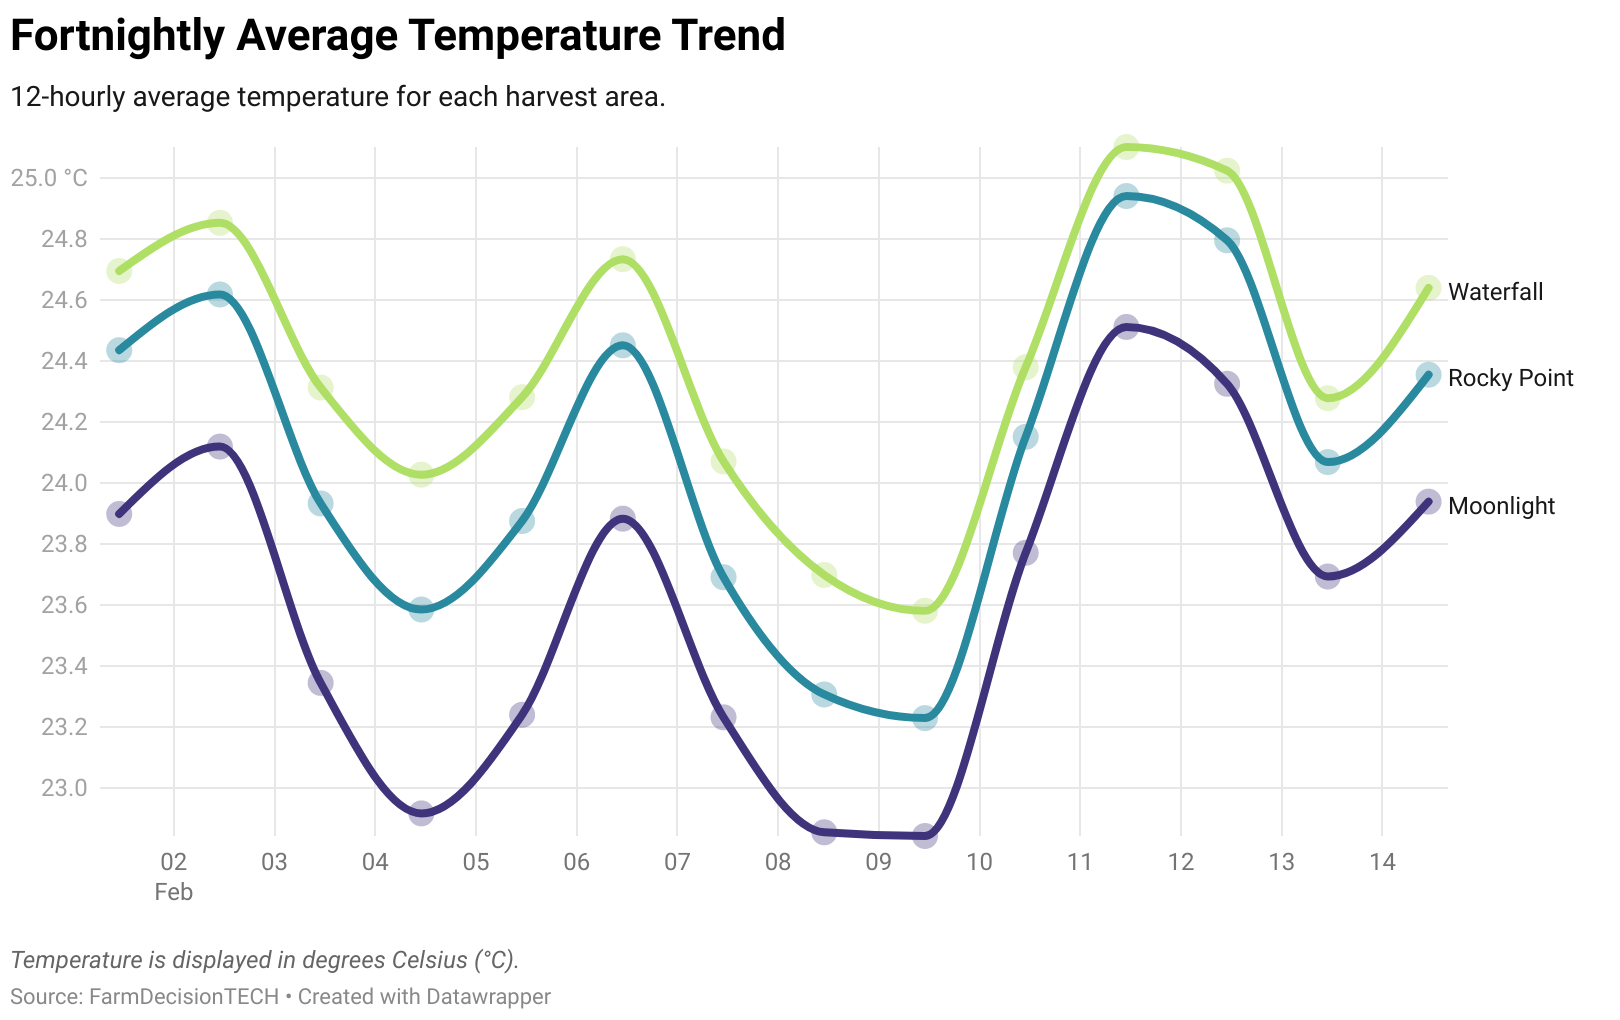 Fortnightly Average Temperature Trend
12-hourly average temperature for each harvest area.
25.0 °C
24.8
24.6
24.4
24.2
24.0
23.8
23.6
23.4
23.2
23.0
Waterfall
Rocky Point
Moonlight
02 03 04 05 06 07 08 09 10 11 12 13 14
Feb
Temperature is displayed in degrees Celsius (°C).
Source: FarmDecisionTECH • Created with Datawrapper